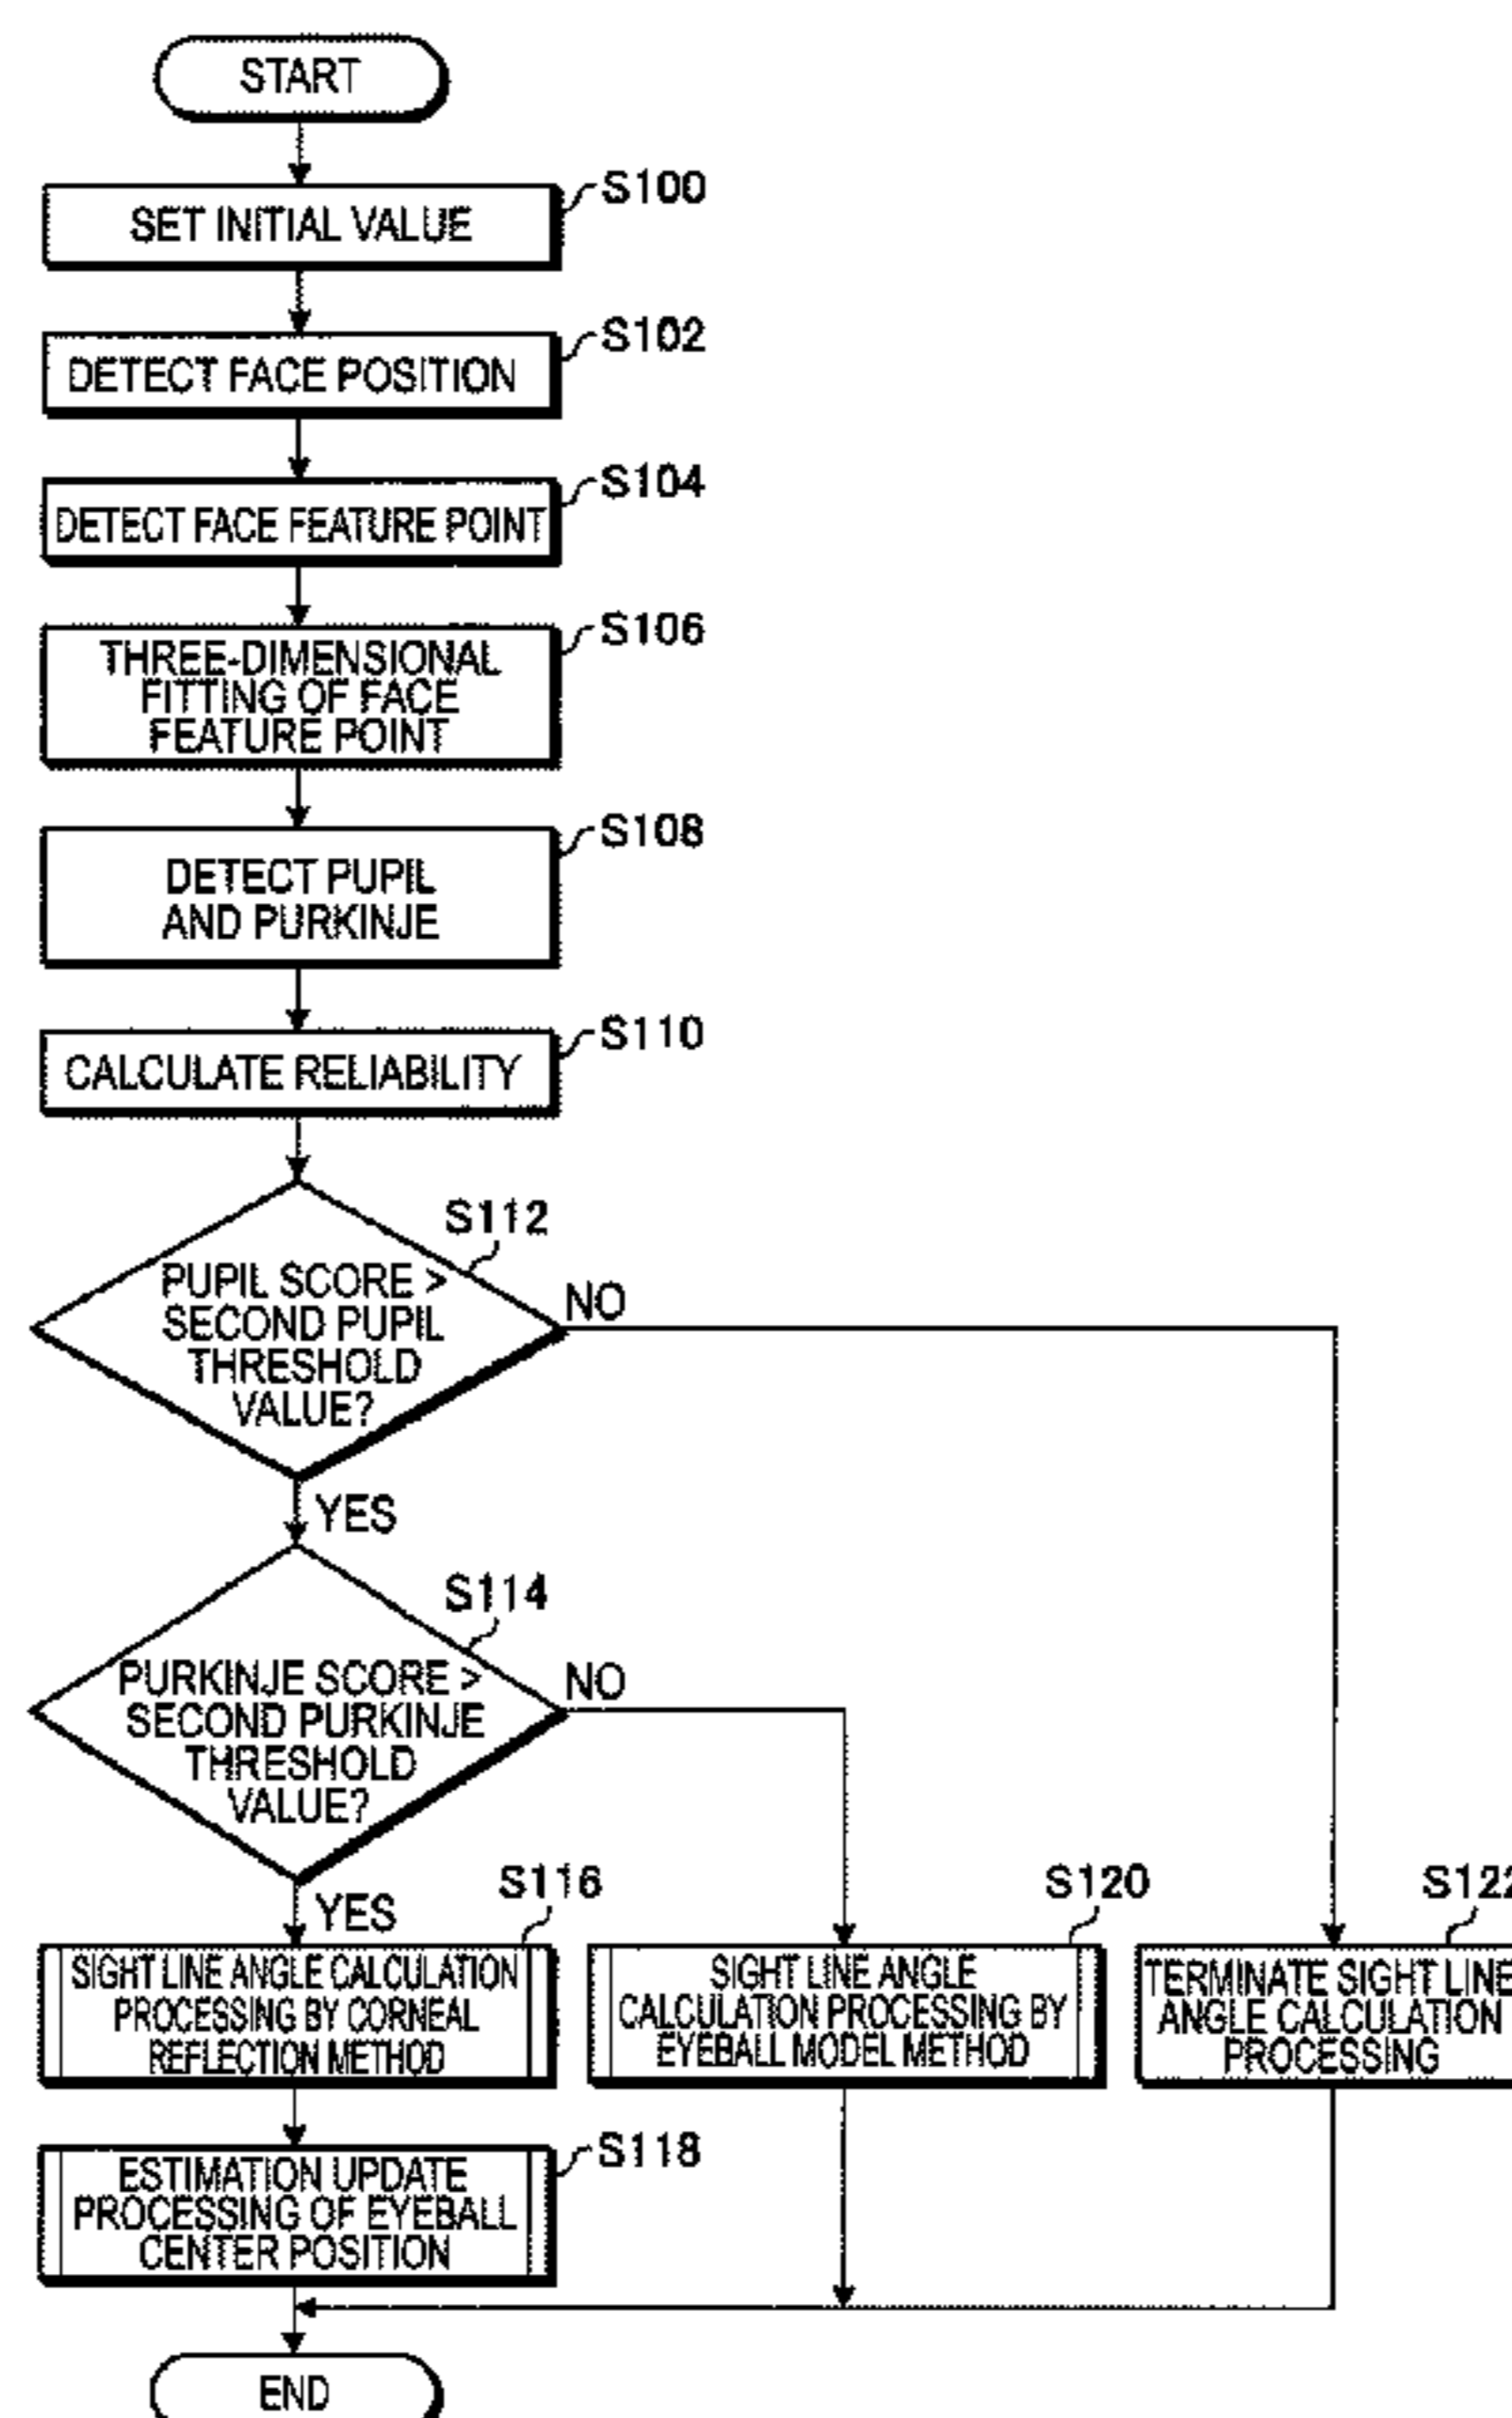 START
S100
SET INITIAL VALUE
S102
DETECT FACE POSITION
S104
DETECT FACE FEATURE POINT
S106
THREE-DIMENSIONAL
FITTING OF FACE
FEATURE POINT
S108
DETECT PUPIL
AND PURKINJE
S110
CALCULATE RELIABILITY
S112
PUPIL SCORE >
SECOND PUPIL
THRESHOLD
VALUE?
NO
YES
S114
PURKINJE SCORE >
SECOND PURKINJE
THRESHOLD
VALUE?
NO
YES
S116
SIGHT LINE ANGLE CALCULATION
PROCESSING BY CORNEAL
REFLECTION METHOD
S120
SIGHT LINE ANGLE
CALCULATION PROCESSING BY
EYEBALL MODEL METHOD
S122
TERMINATE SIGHT LINE
ANGLE CALCULATION
PROCESSING
S118
ESTIMATION UPDATE
PROCESSING OF EYEBALL
CENTER POSITION
END